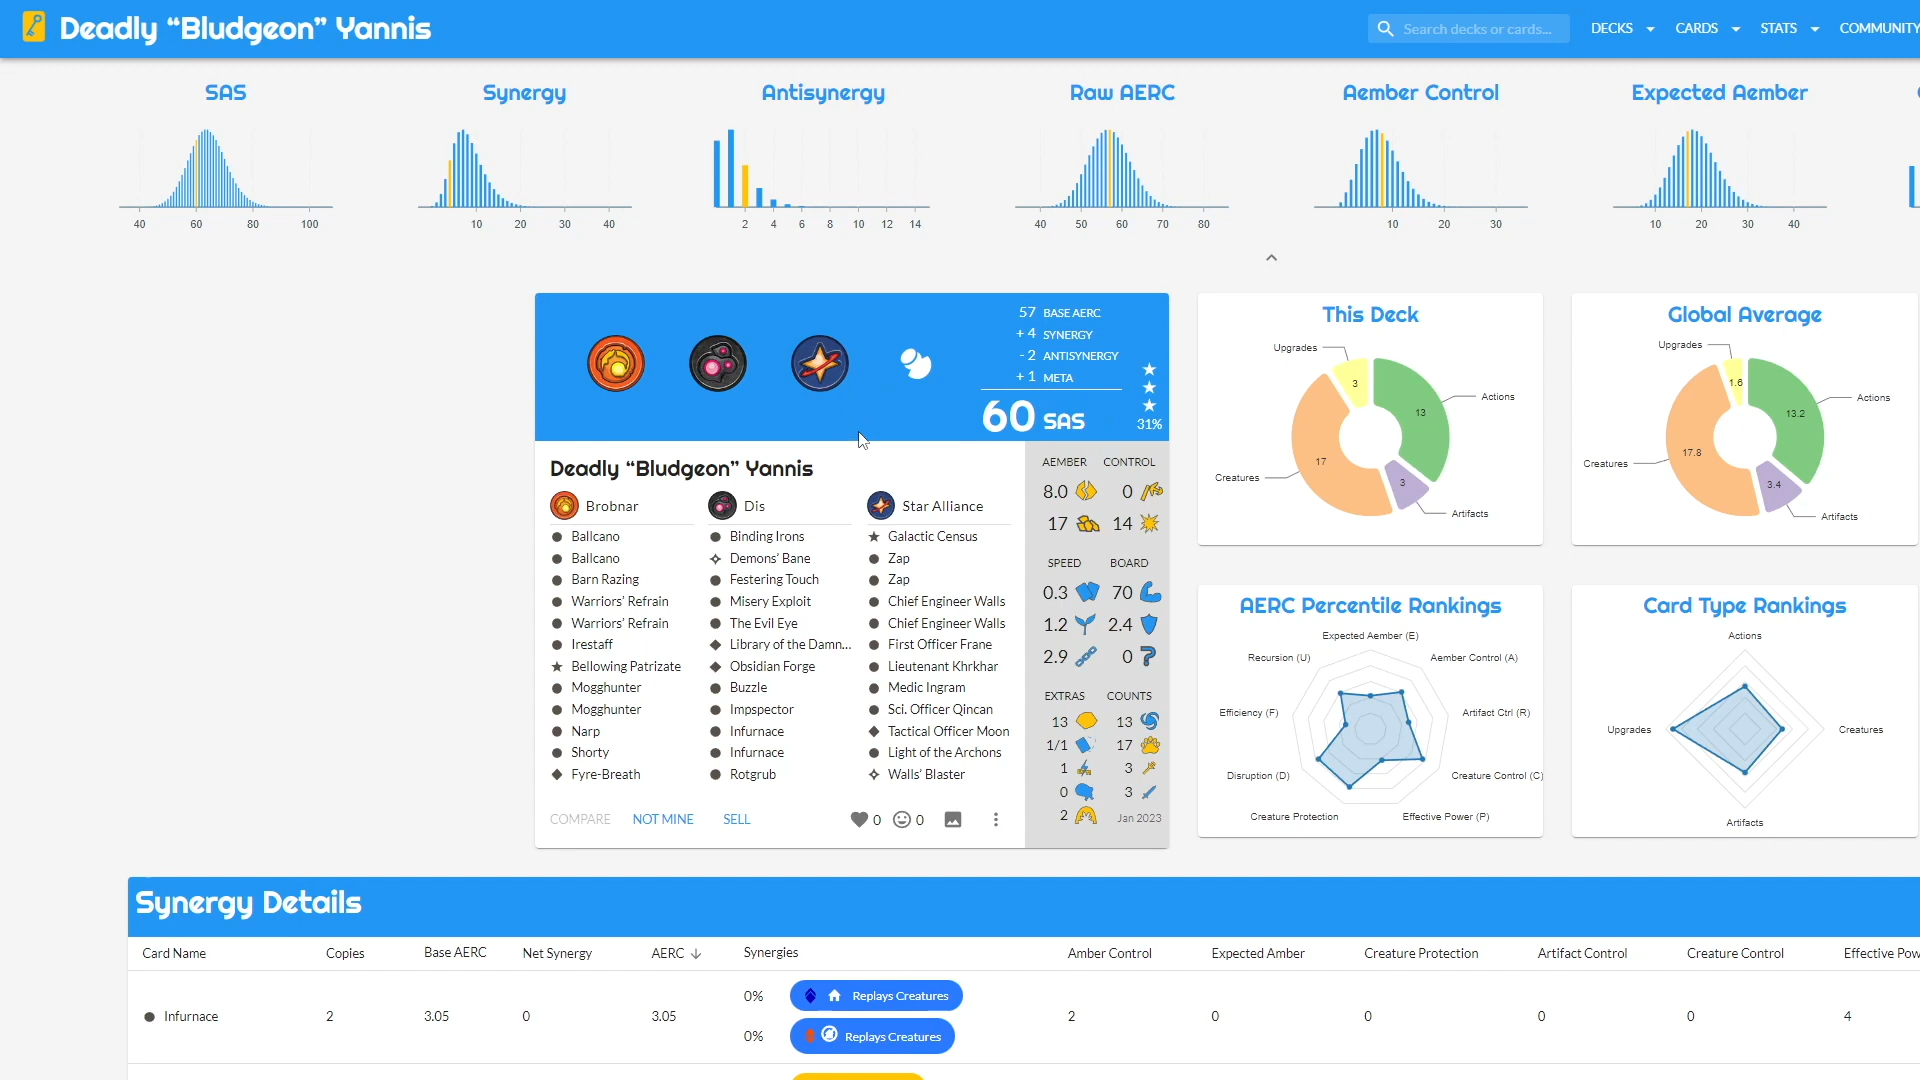 Deadly “Bludgeon” Yannis
Search decks or cards...
DECKS
CARDS
STATS
COMMUNITY
SAS
Synergy
Antisynergy
Raw AERC
Aember Control
Expected Aember
40 60 80 100
10 20 30 40
2 4 6 8 10 12 14
40 50 60 70 80
10 20 30
10 20 30 40
57 BASE AERC
+ 4 SYNERGY
- 2 ANTISYNERGY
+ 1 META
60 SAS
31%
Deadly “Bludgeon” Yannis
Brobnar
Ballcano
Ballcano
Barn Razing
Warriors’ Refrain
Warriors’ Refrain
Irestaff
Bellowing Patrizate
Mogghunter
Mogghunter
Narp
Shorty
Fyre-Breath
Dis
Binding Irons
Demons’ Bane
Festering Touch
Misery Exploit
The Evil Eye
Library of the Damn...
Obsidian Forge
Buzzle
Impspector
Infurnace
Infurnace
Rotgrub
Star Alliance
Galactic Census
Zap
Zap
Chief Engineer Walls
Chief Engineer Walls
First Officer Frane
Lieutenant Khrkhar
Medic Ingram
Sci. Officer Qincan
Tactical Officer Moon
Light of the Archons
Walls’ Blaster
COMPARE
NOT MINE
SELL
0
0
AEMBER CONTROL
8.0 0
17 14
SPEED BOARD
0.3 70
1.2 2.4
2.9 0
EXTRAS COUNTS
13 13
1/1 17
1 3
0 3
2 Jan 2023
This Deck
Upgrades
3
Actions
13
17
Creatures
3
Artifacts
Global Average
Upgrades
1.6
Actions
13.2
17.8
Creatures
3.4
Artifacts
AERC Percentile Rankings
Expected Aember (E)
Recursion (U)
Aember Control (A)
Efficiency (F)
Artifact Ctrl (R)
Disruption (D)
Creature Control (C)
Creature Protection
Effective Power (P)
Card Type Rankings
Actions
Upgrades
Creatures
Artifacts
Synergy Details
Card Name Copies Base AERC Net Synergy AERC Synergies Amber Control Expected Amber Creature Protection Artifact Control Creature Control Effective Pow
Infurnace 2 3.05 0 3.05
0% Replays Creatures
0% Replays Creatures
2 0 0 0 0 4